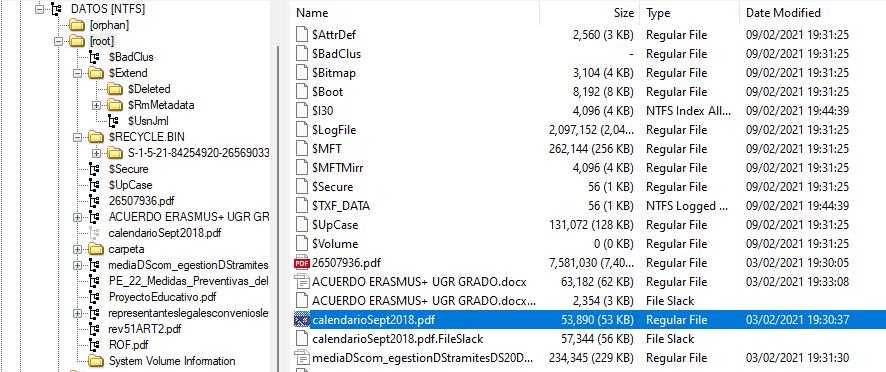 DATOS [NTFS]
[orphan]
[root]
$BadClus
$Extend
$Deleted
$RmMetadata
$UsnJrnl
$RECYCLE.BIN
S-1-5-21-84254920-26569033
$Secure
$UpCase
26507936.pdf
ACUERDO ERASMUS+ UGR GR
calendarioSept2018.pdf
carpeta
mediaDScom_egestionDStramites
PE_22_Medidas_Preventivas_del
ProyectoEducativo.pdf
representanteslegalesconveniosle
rev51ART2.pdf
ROF.pdf
System Volume Information
Name Size Type Date Modified
$AttrDef 2,560 (3 KB) Regular File 09/02/2021 19:31:25
$BadClus - Regular File 09/02/2021 19:31:25
$Bitmap 3,104 (4 KB) Regular File 09/02/2021 19:31:25
$Boot 8,192 (8 KB) Regular File 09/02/2021 19:31:25
$I30 4,096 (4 KB) NTFS Index All... 09/02/2021 19:44:39
$LogFile 2,097,152 (2,04... Regular File 09/02/2021 19:31:25
$MFT 262,144 (256 KB) Regular File 09/02/2021 19:31:25
$MFTMirr 4,096 (4 KB) Regular File 09/02/2021 19:31:25
$Secure 56 (1 KB) Regular File 09/02/2021 19:31:25
$TXF_DATA 56 (1 KB) NTFS Logged ... 09/02/2021 19:44:39
$UpCase 131,072 (128 KB) Regular File 09/02/2021 19:31:25
$Volume 0 (0 KB) Regular File 09/02/2021 19:31:25
PDF 26507936.pdf 7,581,030 (7,40... Regular File 03/02/2021 19:30:05
ACUERDO ERASMUS+ UGR GRADO.docx 63,182 (62 KB) Regular File 09/02/2021 19:33:08
ACUERDO ERASMUS+ UGR GRADO.docx... 2,354 (3 KB) File Slack
calendarioSept2018.pdf 53,890 (53 KB) Regular File 03/02/2021 19:30:37
calendarioSept2018.pdf.FileSlack 57,344 (56 KB) File Slack
mediaDScom_egestionDStramitesDS20D... 234,345 (229 KB) Regular File 03/02/2021 19:31:30